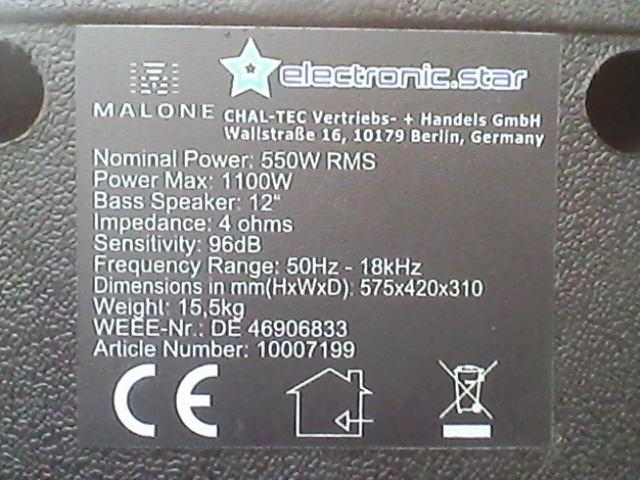 electronic.star
MALONE
CHAL-TEC Vertriebs- + Handels GmbH
Wallstraße 16, 10179 Berlin, Germany
Nominal Power: 550W RMS
Power Max: 1100W
Bass Speaker: 12“
Impedance: 4 ohms
Sensitivity: 96dB
Frequency Range: 50Hz - 18kHz
Dimensions in mm(HxWxD): 575x420x310
Weight: 15,5kg
WEEE-Nr.: DE 46906833
Article Number: 10007199
CE